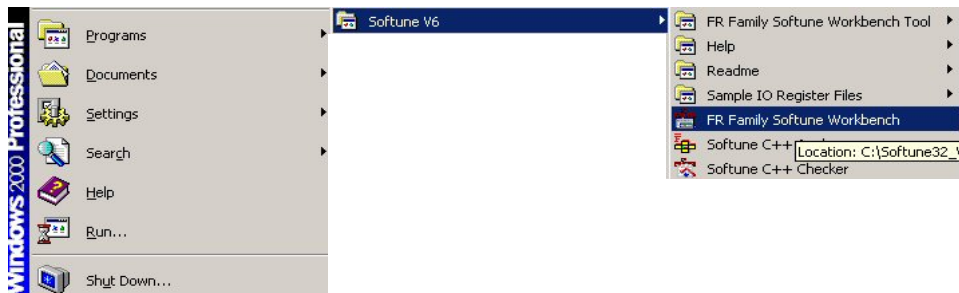 Windows 2000 Professional
Programs
Documents
Settings
Search
Help
Run...
Shut Down...
Softune V6
FR Family Softune Workbench Tool
Help
Readme
Sample IO Register Files
FR Family Softune Workbench
Softune C++
Location: C:\Softune32_
Softune C++ Checker